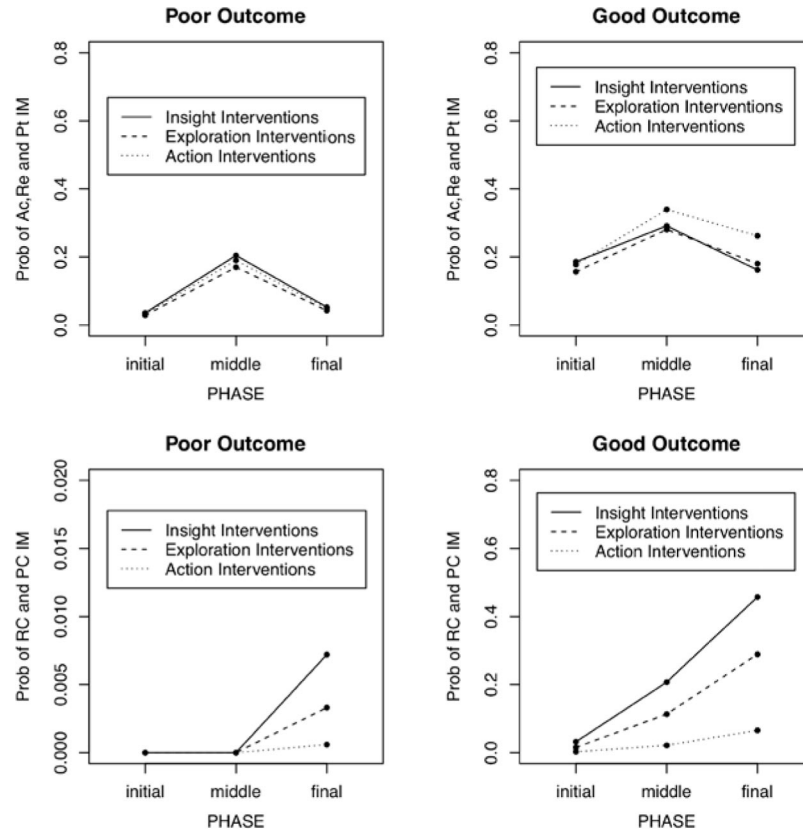 Poor Outcome
Prob of Ac,Re and Pt IM
0.8
0.6
0.4
0.2
0.0
Insight Interventions
Exploration Interventions
Action Interventions
initial middle final
PHASE
Good Outcome
Prob of Ac,Re and Pt IM
0.8
0.6
0.4
0.2
0.0
Insight Interventions
Exploration Interventions
Action Interventions
initial middle final
PHASE
Poor Outcome
Prob of RC and PC IM
0.020
0.015
0.010
0.005
0.000
Insight Interventions
Exploration Interventions
Action Interventions
initial middle final
PHASE
Good Outcome
Prob of RC and PC IM
0.8
0.6
0.4
0.2
0.0
Insight Interventions
Exploration Interventions
Action Interventions
initial middle final
PHASE